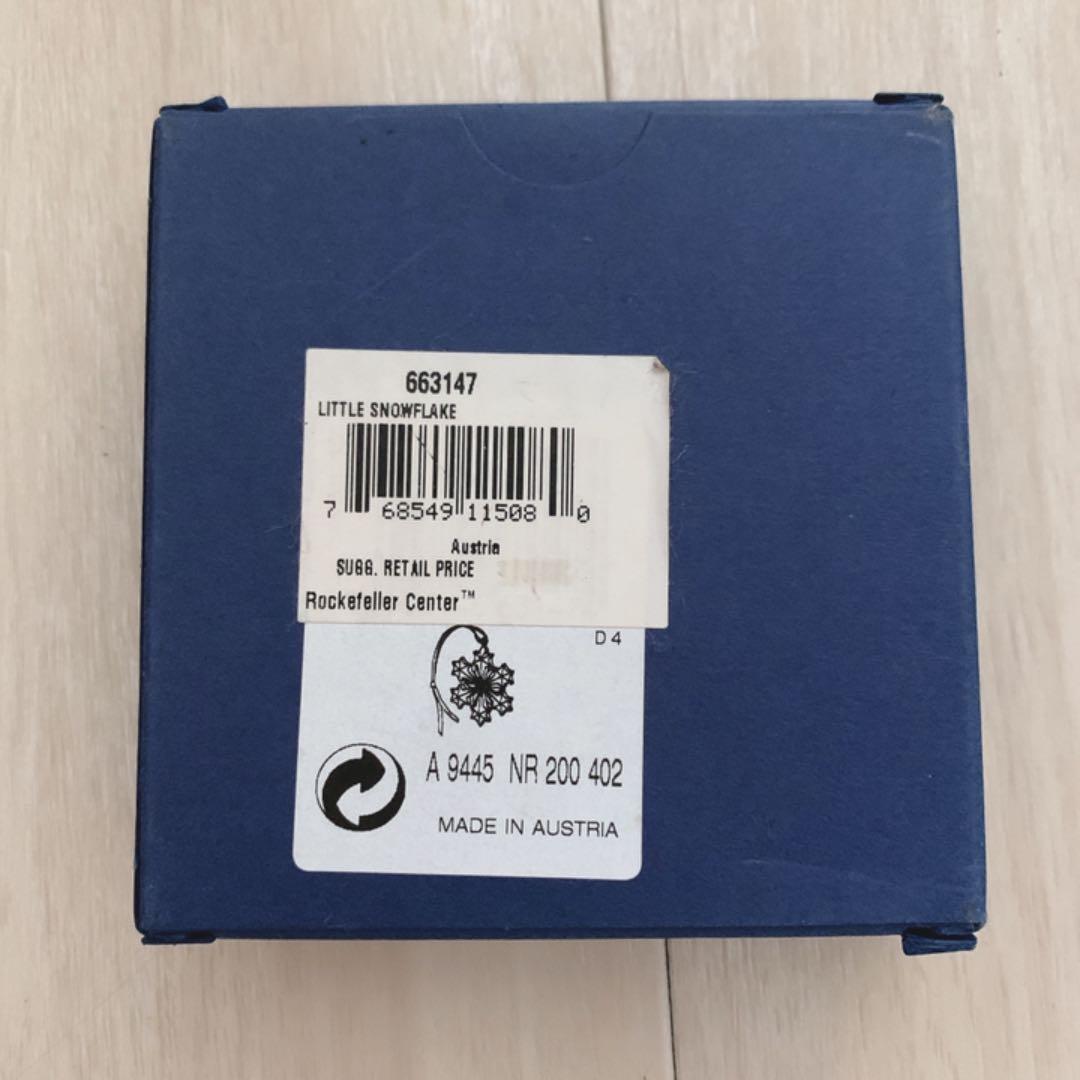 663147
LITTLE SNOWFLAKE
7 68549 11508 0
Austria
SUGG. RETAIL PRICE
Rockefeller Center™
D 4
A 9445 NR 200 402
MADE IN AUSTRIA